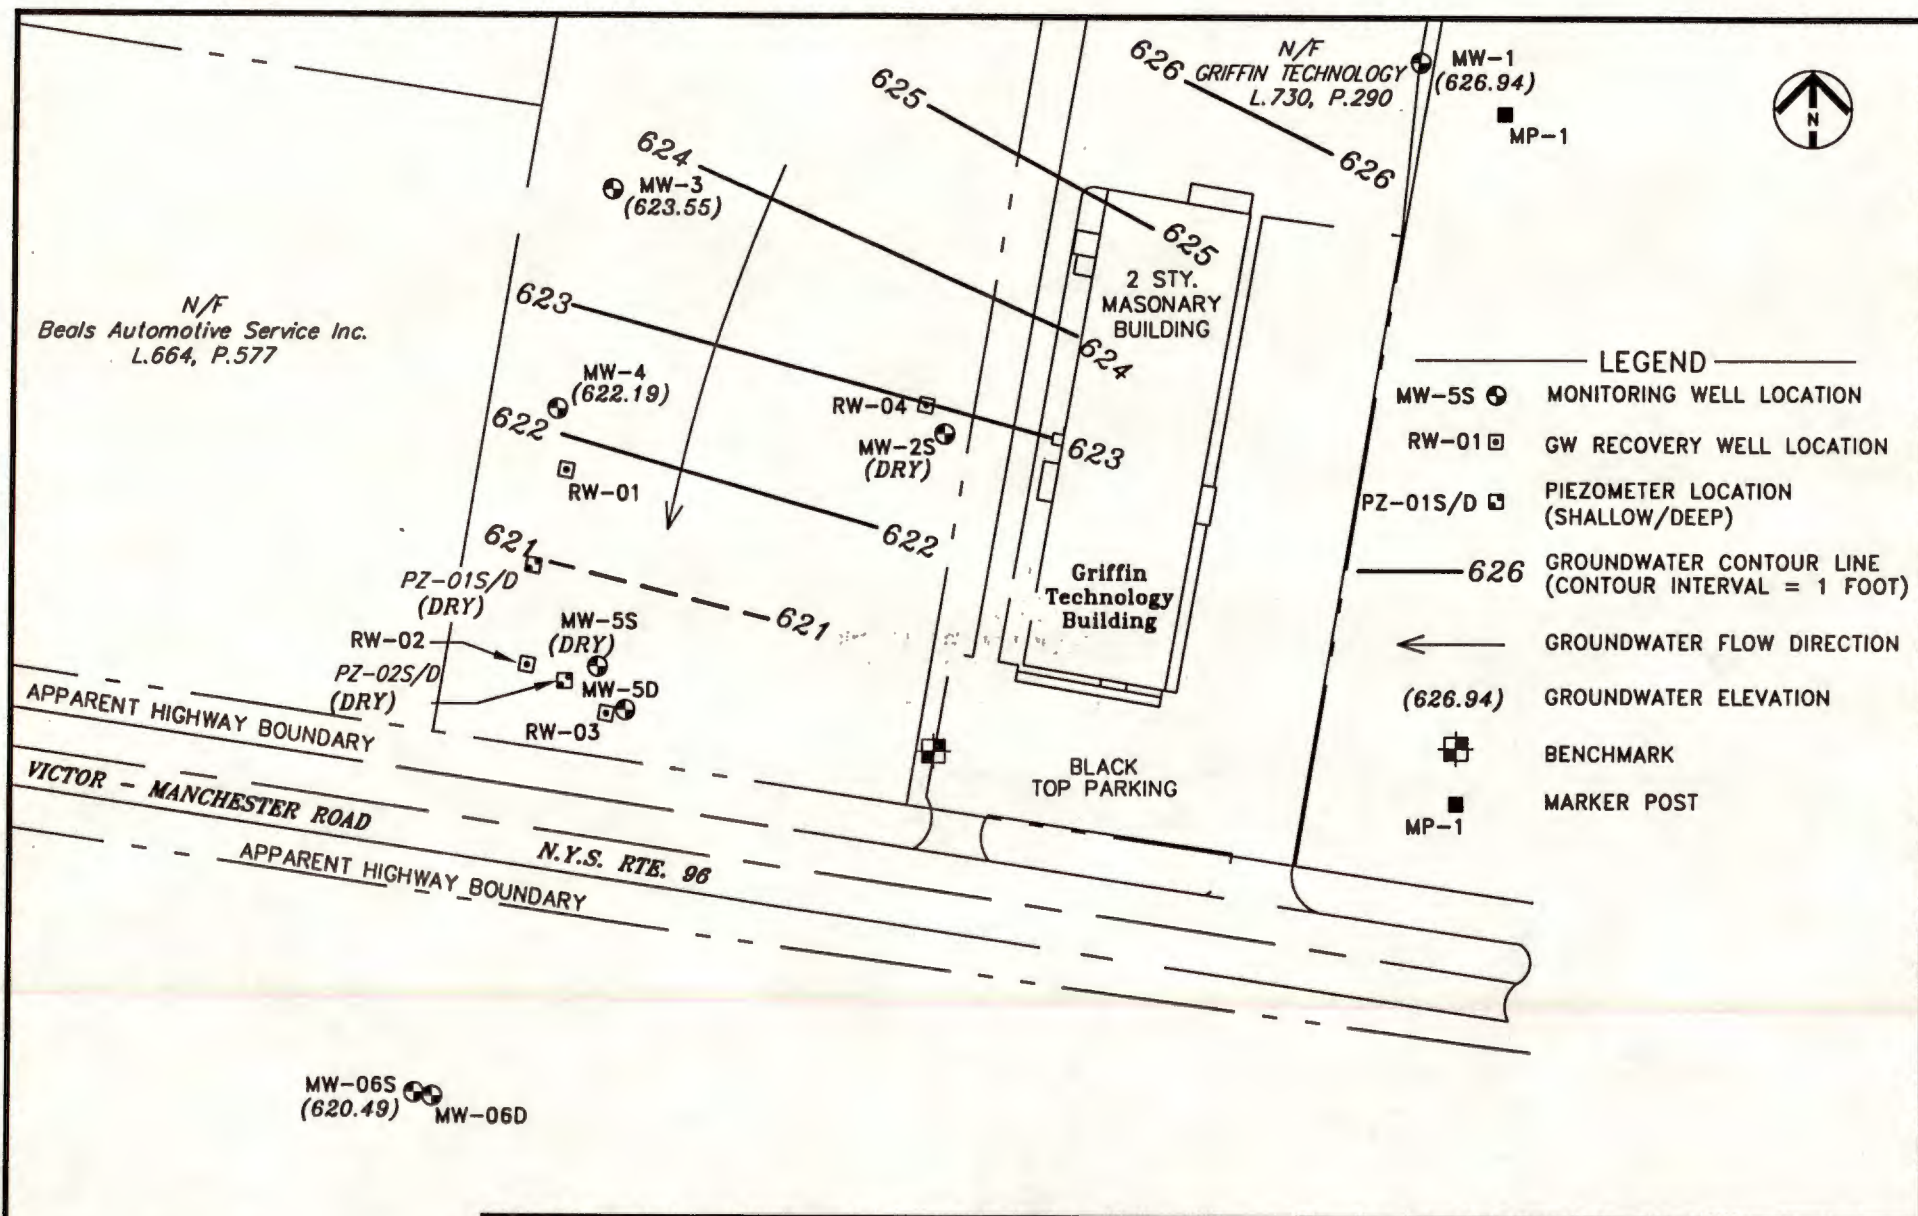 626
N/F
GRIFFIN TECHNOLOGY
L.730, P.290
MW-1
(626.94)
MP-1
N
625
626
624
MW-3
(623.55)
625
2 STY.
MASONARY
BUILDING
623
N/F
Beals Automotive Service Inc.
L.664, P.577
624
MW-4
(622.19)
RW-04
622
MW-2S
(DRY)
623
RW-01
622
621
PZ-01S/D
(DRY)
Griffin
Technology
Building
621
MW-5S
(DRY)
RW-02
PZ-02S/D
(DRY)
MW-5D
RW-03
APPARENT HIGHWAY BOUNDARY
BLACK
TOP PARKING
VICTOR - MANCHESTER ROAD
N.Y.S. RTE. 96
APPARENT HIGHWAY BOUNDARY
MW-06S
(620.49)
MW-06D
LEGEND
MW-5S MONITORING WELL LOCATION
RW-01 GW RECOVERY WELL LOCATION
PZ-01S/D PIEZOMETER LOCATION
(SHALLOW/DEEP)
626 GROUNDWATER CONTOUR LINE
(CONTOUR INTERVAL = 1 FOOT)
GROUNDWATER FLOW DIRECTION
(626.94) GROUNDWATER ELEVATION
BENCHMARK
MARKER POST
MP-1